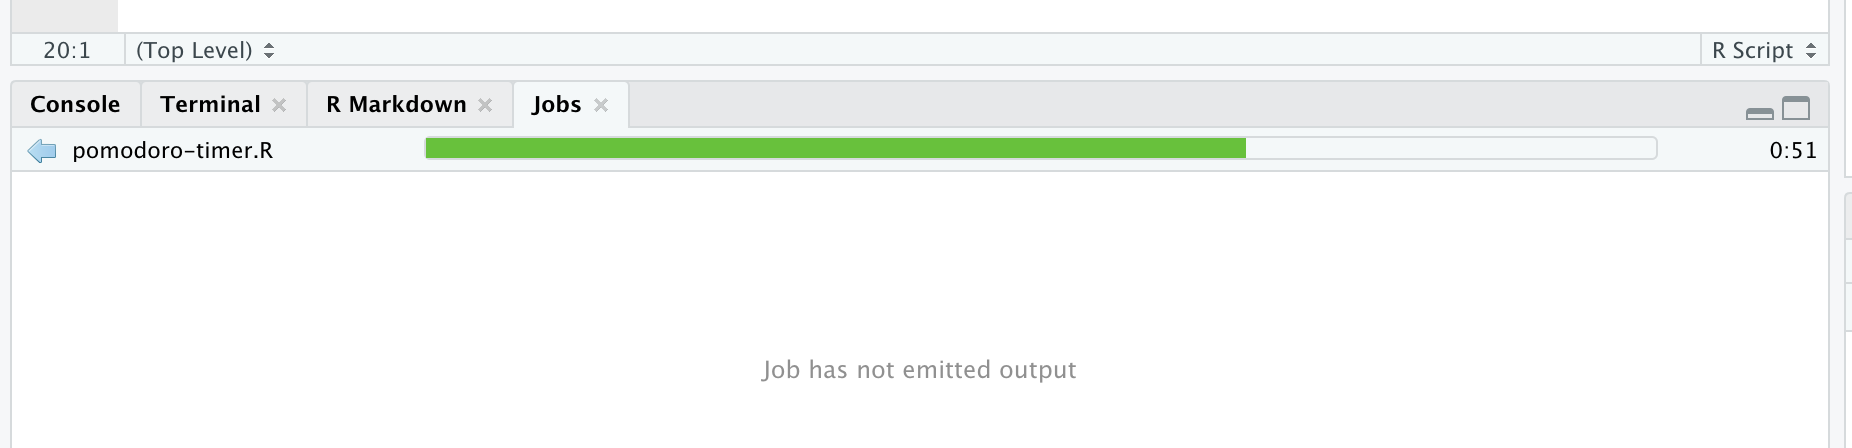 20:1 (Top Level) R Script
Console Terminal R Markdown Jobs
pomodoro-timer.R 0:51
Job has not emitted output